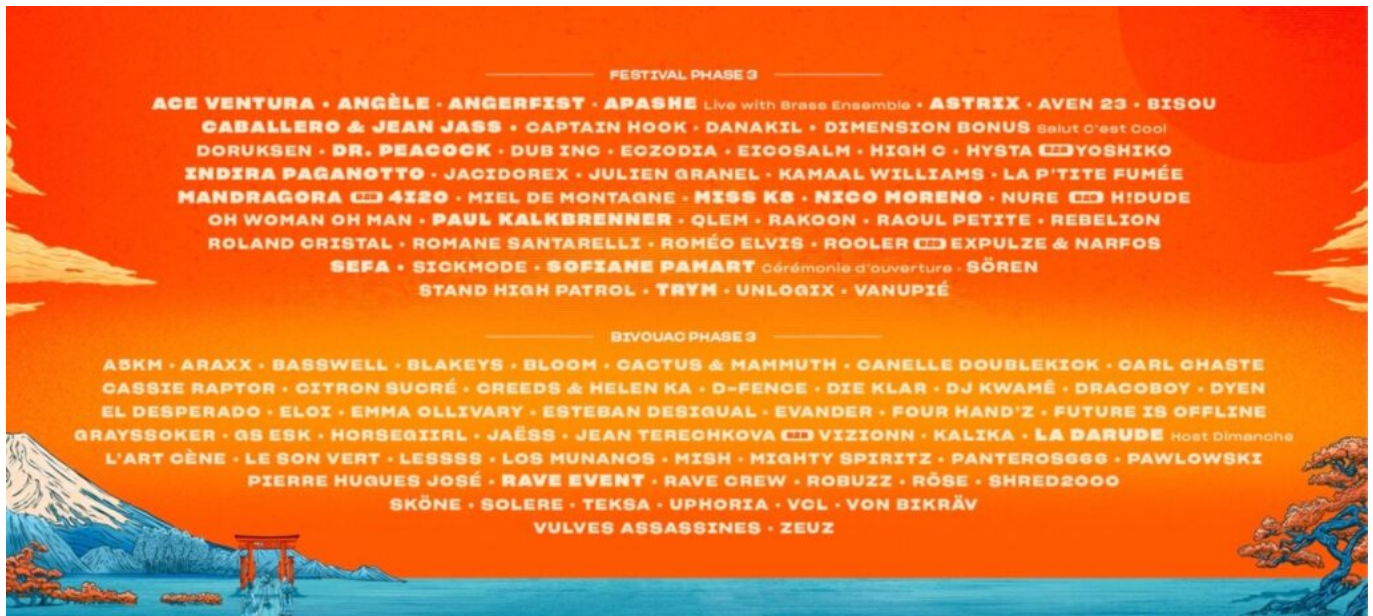 FESTIVAL PHASE 3
ACE VENTURA • ANGÈLE • ANGERFIST • APASHE Live with Brass Ensemble • ASTRIX • AVEN 23 • BISOU
CABALLERO & JEAN JASS • CAPTAIN HOOK • DANAKIL • DIMENSION BONUS Salut C'est Cool
DORUKSEN • DR. PEACOCK • DUB INC • ECZODIA • EICOSALM • HIGH C • HYSTA B2B YOSHIKO
INDIRA PAGANOTTO • JACIDOREX • JULIEN GRANEL • KAMAAL WILLIAMS • LA P'TITE FUMÉE
MANDRAGORA B2B 4I20 • MIEL DE MONTAGNE • MISS K8 • NICO MORENO • NURE B2B H!DUDE
OH WOMAN OH MAN • PAUL KALKBRENNER • QLEM • RAKOON • RAOUL PETITE • REBELION
ROLAND CRISTAL • ROMANE SANTARELLI • ROMÉO ELVIS • ROOLER B2B EXPULZE & NARFOS
SEFA • SICKMODE • SOFIANE PAMART Cérémonie d'ouverture • SÖREN
STAND HIGH PATROL • TRYM • UNLOGIX • VANUPIÉ
BIVOUAC PHASE 3
A5KM • ARAXX • BASSWELL • BLAKEYS • BLOOM • CACTUS & MAMMUTH • CANELLE DOUBLEKICK • CARL CHASTE
CASSIE RAPTOR • CITRON SUCRÉ • CREEDS & HELEN KA • D-FENCE • DIE KLAR • DJ KWAMÊ • DRACOBOY • DYEN
EL DESPERADO • ELOI • EMMA OLLIVARY • ESTEBAN DESIGUAL • EVANDER • FOUR HAND'Z • FUTURE IS OFFLINE
GRAYSSOKER • GS ESK • HORSEGIIRL • JAËSS • JEAN TERECHKOVA B2B VIZIONN • KALIKA • LA DARUDE Host Dimanche
L'ART CÈNE • LE SON VERT • LESSSS • LOS MUNANOS • MISH • MIGHTY SPIRITZ • PANTEROS666 • PAWLOWSKI
PIERRE HUGUES JOSÉ • RAVE EVENT • RAVE CREW • ROBUZZ • RÖSE • SHRED2000
SKÖNE • SOLERE • TEKSA • UPHORIA • VCL • VON BIKRÄV
VULVES ASSASSINES • ZEUZ